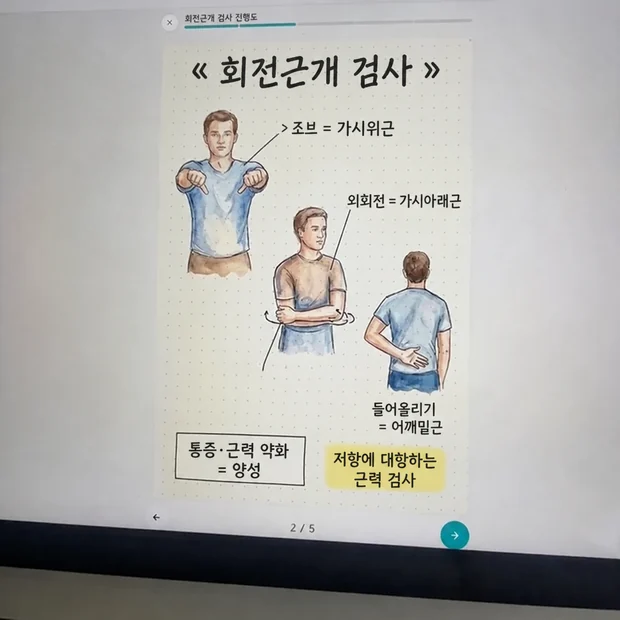 회전근개 검사 진행도
« 회전근개 검사 »
> 조브 = 가시위근
외회전 = 가시아래근
들어올리기
= 어깨밑근
통증·근력 약화
= 양성
저항에 대항하는
근력 검사
2 / 5